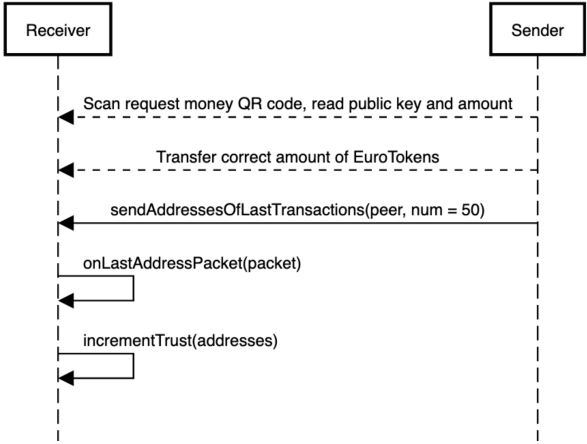 Receiver
Sender
Scan request money QR code, read public key and amount
Transfer correct amount of EuroTokens
sendAddressesOfLastTransactions(peer, num = 50)
onLastAddressPacket(packet)
incrementTrust(addresses)